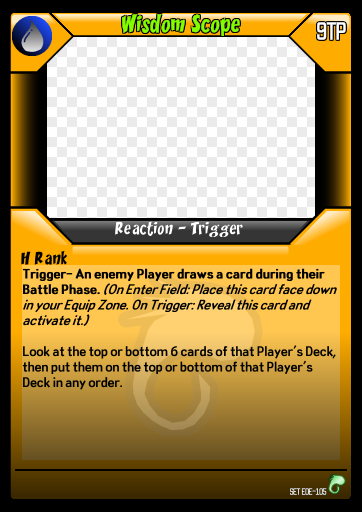 Wisdom Scope
9TP
Reaction - Trigger
H Rank
Trigger- An enemy Player draws a card during their
Battle Phase. (On Enter Field: Place this card face down
in your Equip Zone. On Trigger: Reveal this card and
activate it.)
Look at the top or bottom 6 cards of that Player's Deck,
then put them on the top or bottom of that Player's
Deck in any order.
SET EOE-105